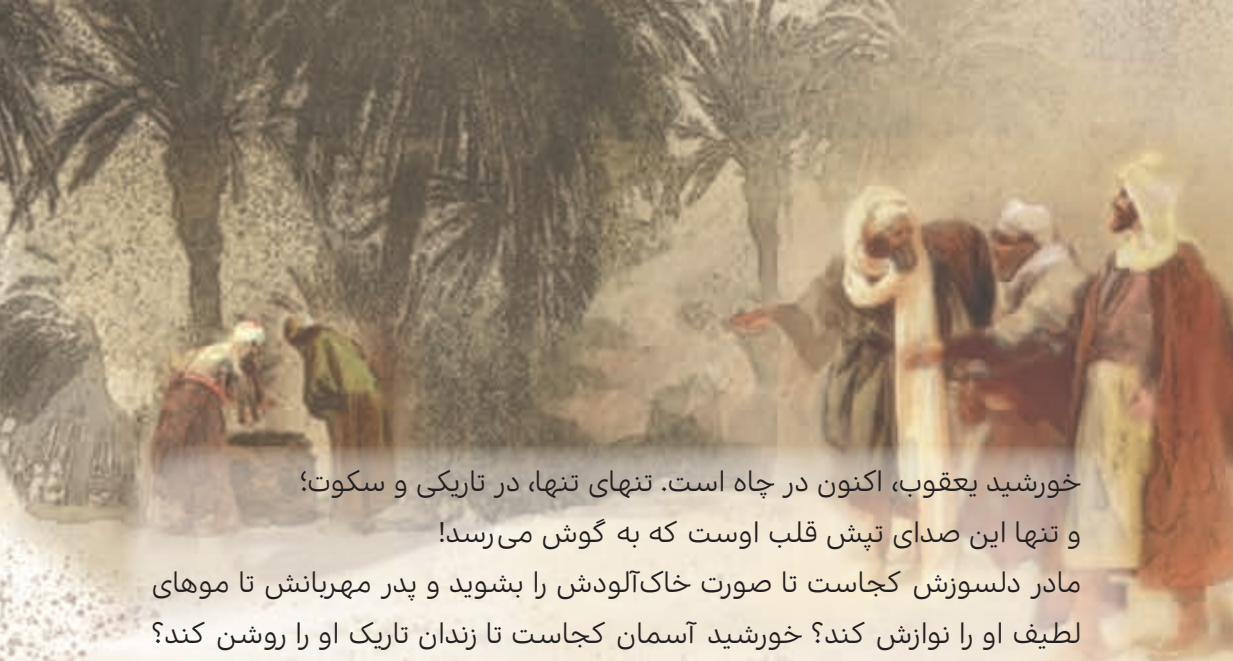 خورشید یعقوب، اکنون در چاه است. تنهای تنها، در تاریکی و سکوت؛
و تنها این صدای تپش قلب اوست که به گوش می‌رسد!
مادر دلسوزش کجاست تا صورت خاک‌آلودش را بشوید و پدر مهربانش تا موهای
لطیف او را نوازش کند؟ خورشید آسمان کجاست تا زندان تاریک او را روشن کند؟